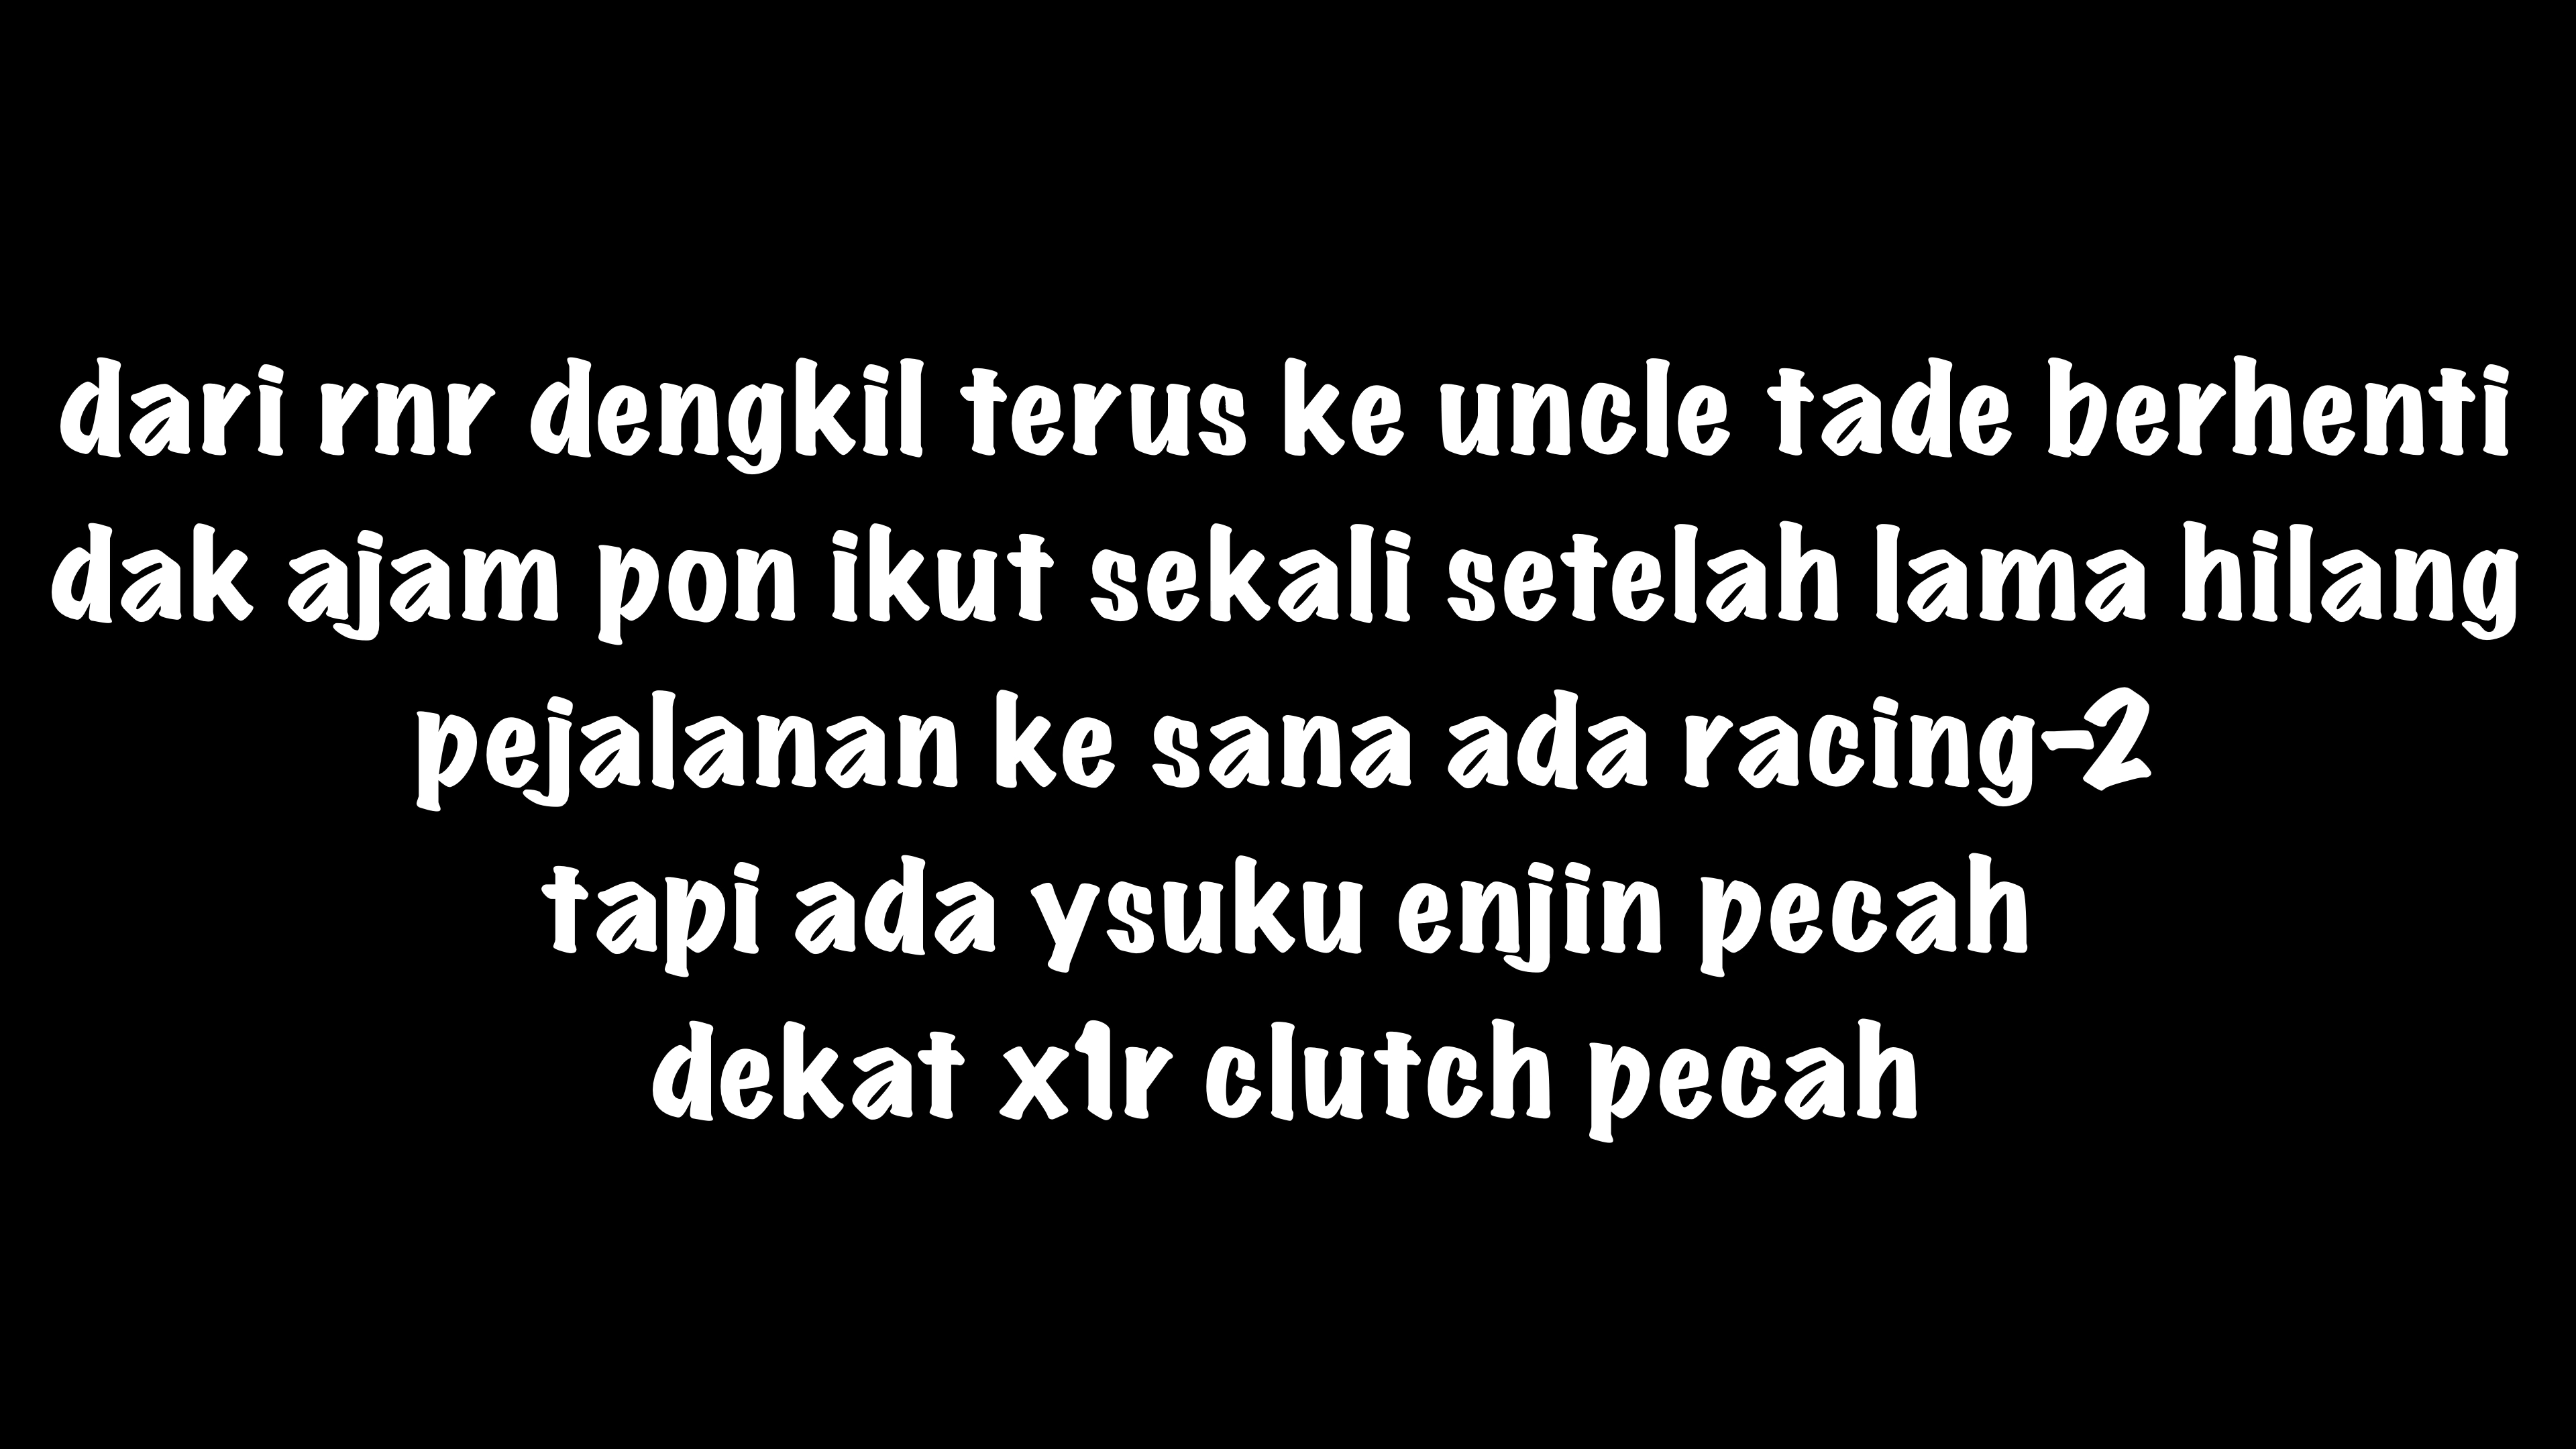 dari rnr dengkil terus ke uncle tade berhenti
dak ajam pon ikut sekali setelah lama hilang
pejalanan ke sana ada racing-2
tapi ada ysuku enjin pecah
dekat x1r clutch pecah